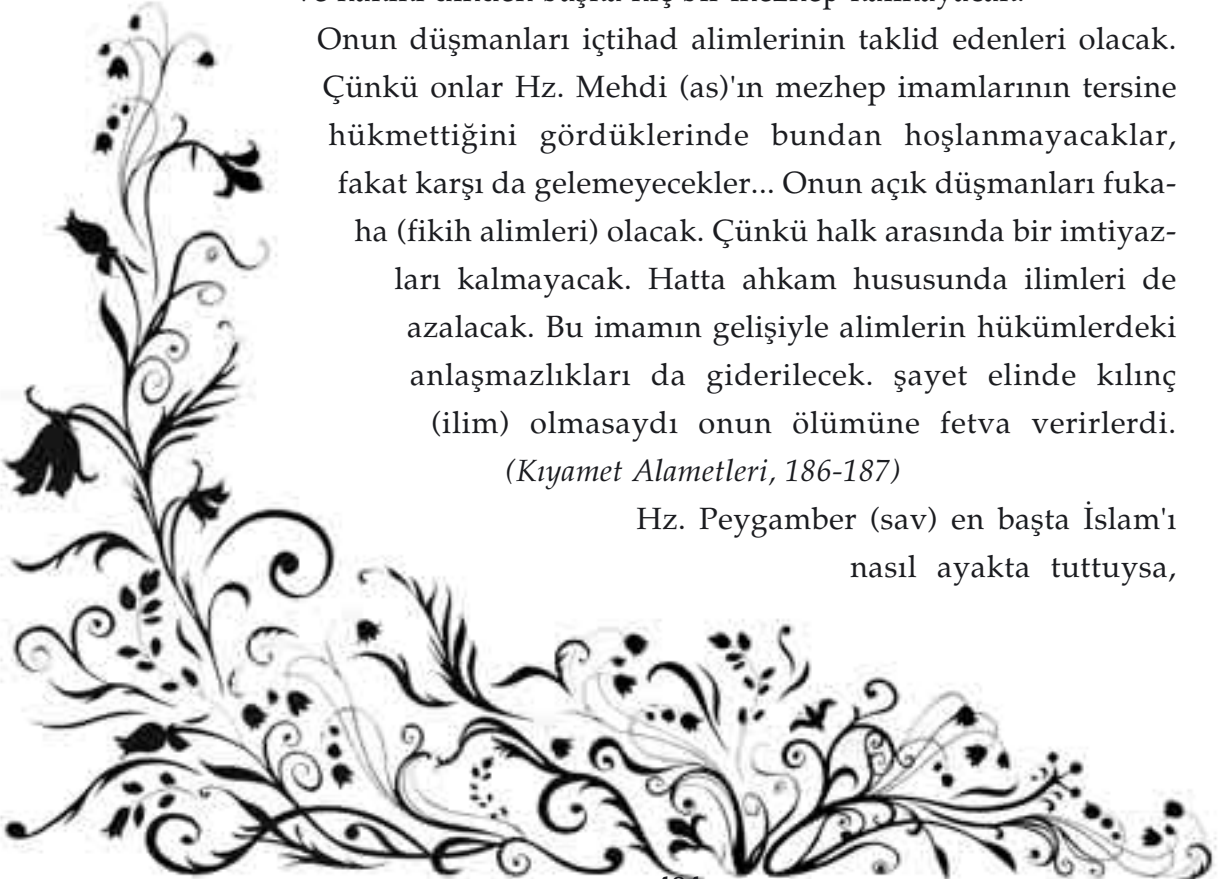 Onun düşmanları içtihad alimlerinin taklid edenleri olacak.
Çünkü onlar Hz. Mehdi (as)'ın mezhep imamlarının tersine
hükmettiğini gördüklerinde bundan hoşlanmayacaklar,
fakat karşı da gelemeyecekler... Onun açık düşmanları fuka-
ha (fikih alimleri) olacak. Çünkü halk arasında bir imtiyaz-
ları kalmayacak. Hatta ahkam hususunda ilimleri de
azalacak. Bu imamın gelişiyle alimlerin hükümlerdeki
anlaşmazlıkları da giderilecek. şayet elinde kılınç
(ilim) olmasaydı onun ölümüne fetva verirlerdi.
(Kıyamet Alametleri, 186-187)
Hz. Peygamber (sav) en başta İslam'ı
nasıl ayakta tuttuysa,